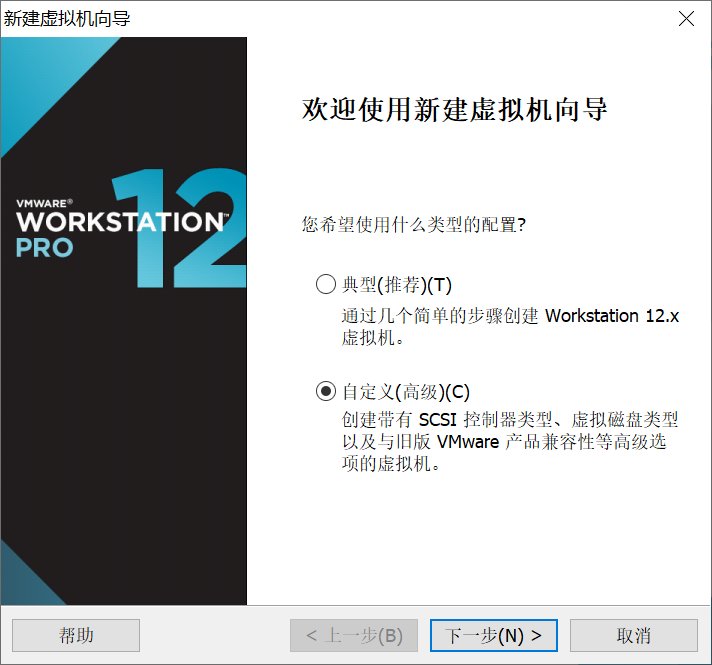 新建虚拟机向导
VMWARE®
WORKSTATION™
PRO
12
欢迎使用新建虚拟机向导
您希望使用什么类型的配置?
典型(推荐)(T)
通过几个简单的步骤创建 Workstation 12.x
虚拟机。
自定义(高级)(C)
创建带有 SCSI 控制器类型、虚拟磁盘类型
以及与旧版 VMware 产品兼容性等高级选
项的虚拟机。
帮助
< 上一步(B)
下一步(N) >
取消